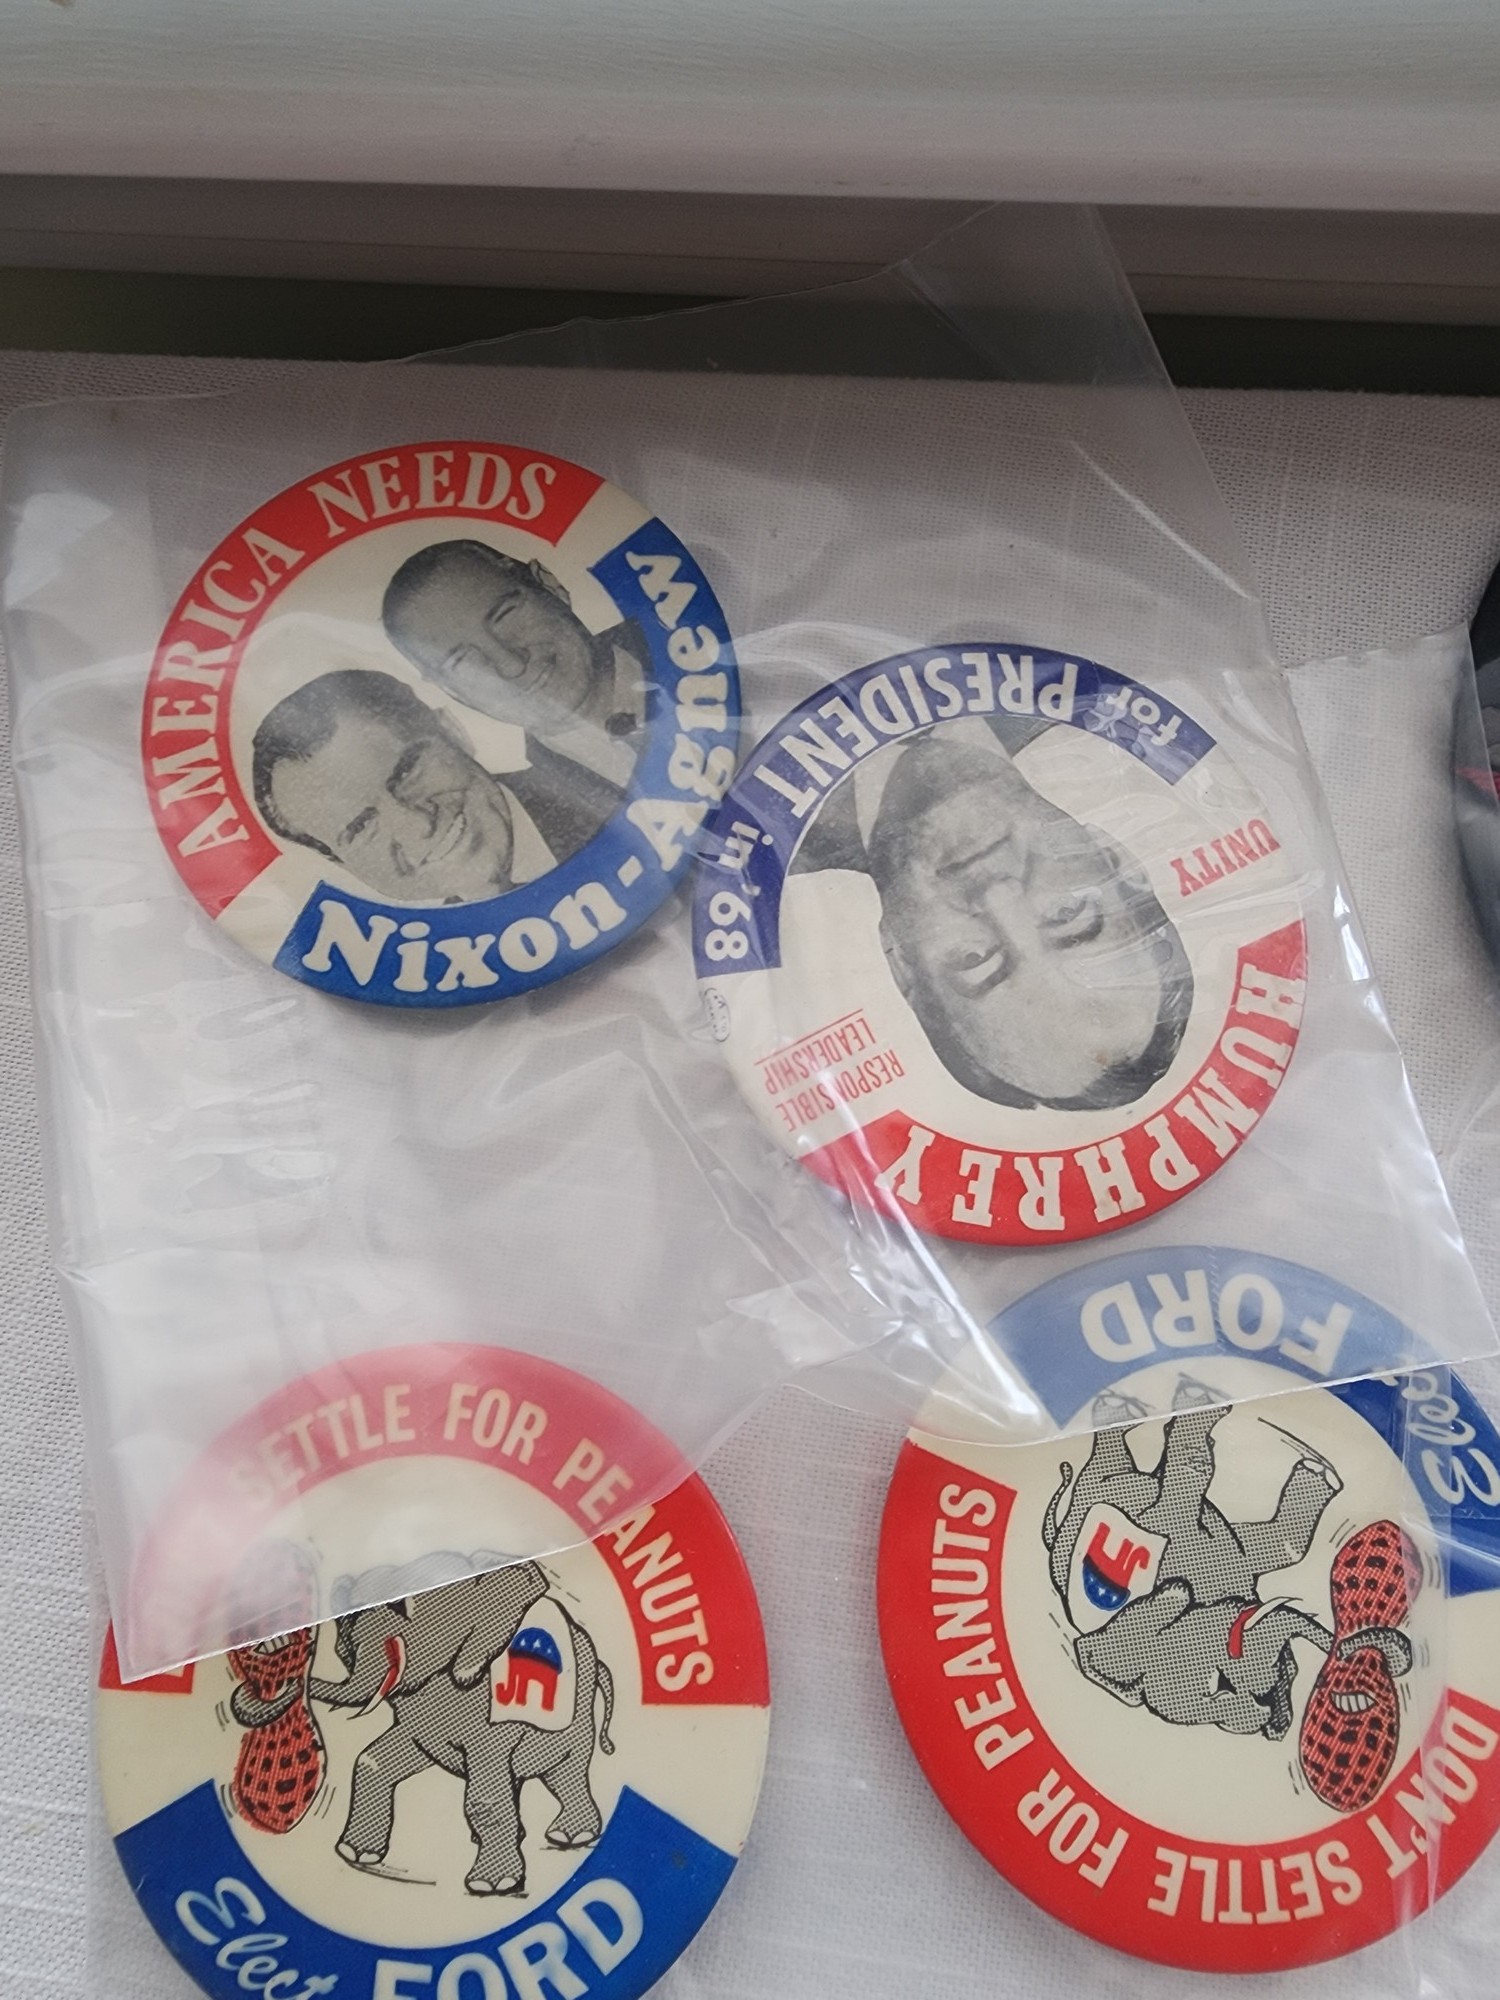 AMERICA NEEDS
Nixon-Agnew
HUMPHREY
UNITY
RESPONSIBLE
LEADERSHIP
for PRESIDENT in '68
SETTLE FOR PEANUTS
Elect FORD
DON'T SETTLE FOR PEANUTS
Elect FORD